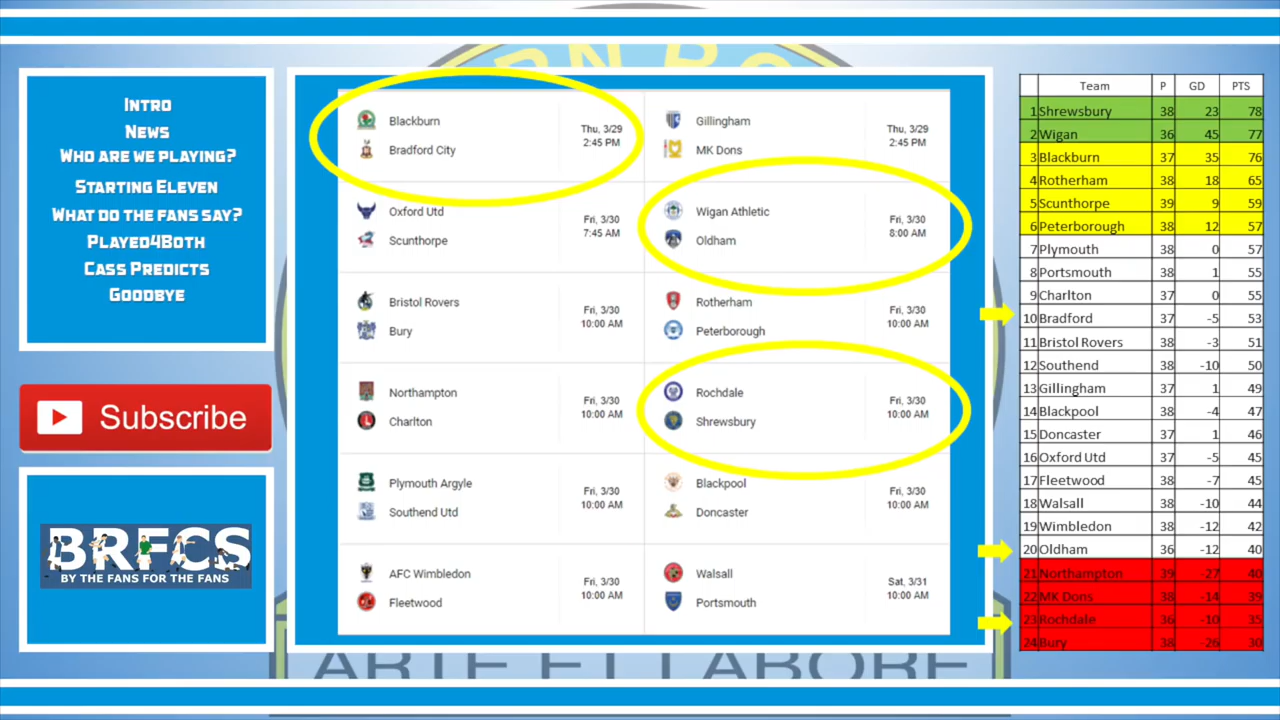 RN RO
INTRO
NEWS
WHO ARE WE PLAYING?
STARTING ELEVEN
WHAT DO THE FANS SAY?
PLAYED4BOTH
CASS PREDICTS
GOODBYE
Subscribe
BRFCS
BY THE FANS FOR THE FANS
Blackburn
Bradford City
Thu, 3/29
2:45 PM
Gillingham
MK Dons
Thu, 3/29
2:45 PM
Oxford Utd
Scunthorpe
Fri, 3/30
7:45 AM
Wigan Athletic
Oldham
Fri, 3/30
8:00 AM
Bristol Rovers
Bury
Fri, 3/30
10:00 AM
Rotherham
Peterborough
Fri, 3/30
10:00 AM
Northampton
Charlton
Fri, 3/30
10:00 AM
Rochdale
Shrewsbury
Fri, 3/30
10:00 AM
Plymouth Argyle
Southend Utd
Fri, 3/30
10:00 AM
Blackpool
Doncaster
Fri, 3/30
10:00 AM
AFC Wimbledon
Fleetwood
Fri, 3/30
10:00 AM
Walsall
Portsmouth
Sat, 3/31
10:00 AM
Team P GD PTS
1 Shrewsbury 38 23 78
2 Wigan 36 45 77
3 Blackburn 37 35 76
4 Rotherham 38 18 65
5 Scunthorpe 39 9 59
6 Peterborough 38 12 57
7 Plymouth 38 0 57
8 Portsmouth 38 1 55
9 Charlton 37 0 55
10 Bradford 37 -5 53
11 Bristol Rovers 38 -3 51
12 Southend 38 -10 50
13 Gillingham 37 1 49
14 Blackpool 38 -4 47
15 Doncaster 37 1 46
16 Oxford Utd 37 -5 45
17 Fleetwood 38 -7 45
18 Walsall 38 -10 44
19 Wimbledon 38 -12 42
20 Oldham 36 -12 40
21 Northampton 39 -27 40
22 MK Dons 38 -14 39
23 Rochdale 36 -10 35
24 Bury 38 -26 30
ARTE ET LABORE